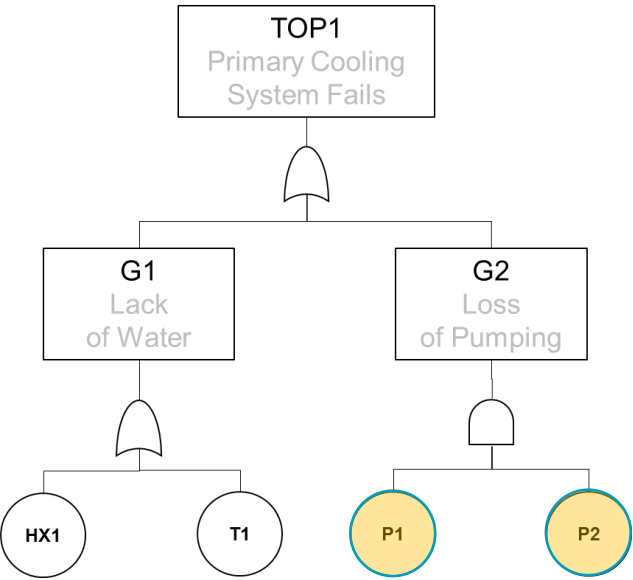 TOP1
Primary Cooling
System Fails
G1
Lack
of Water
G2
Loss
of Pumping
HX1
T1
P1
P2